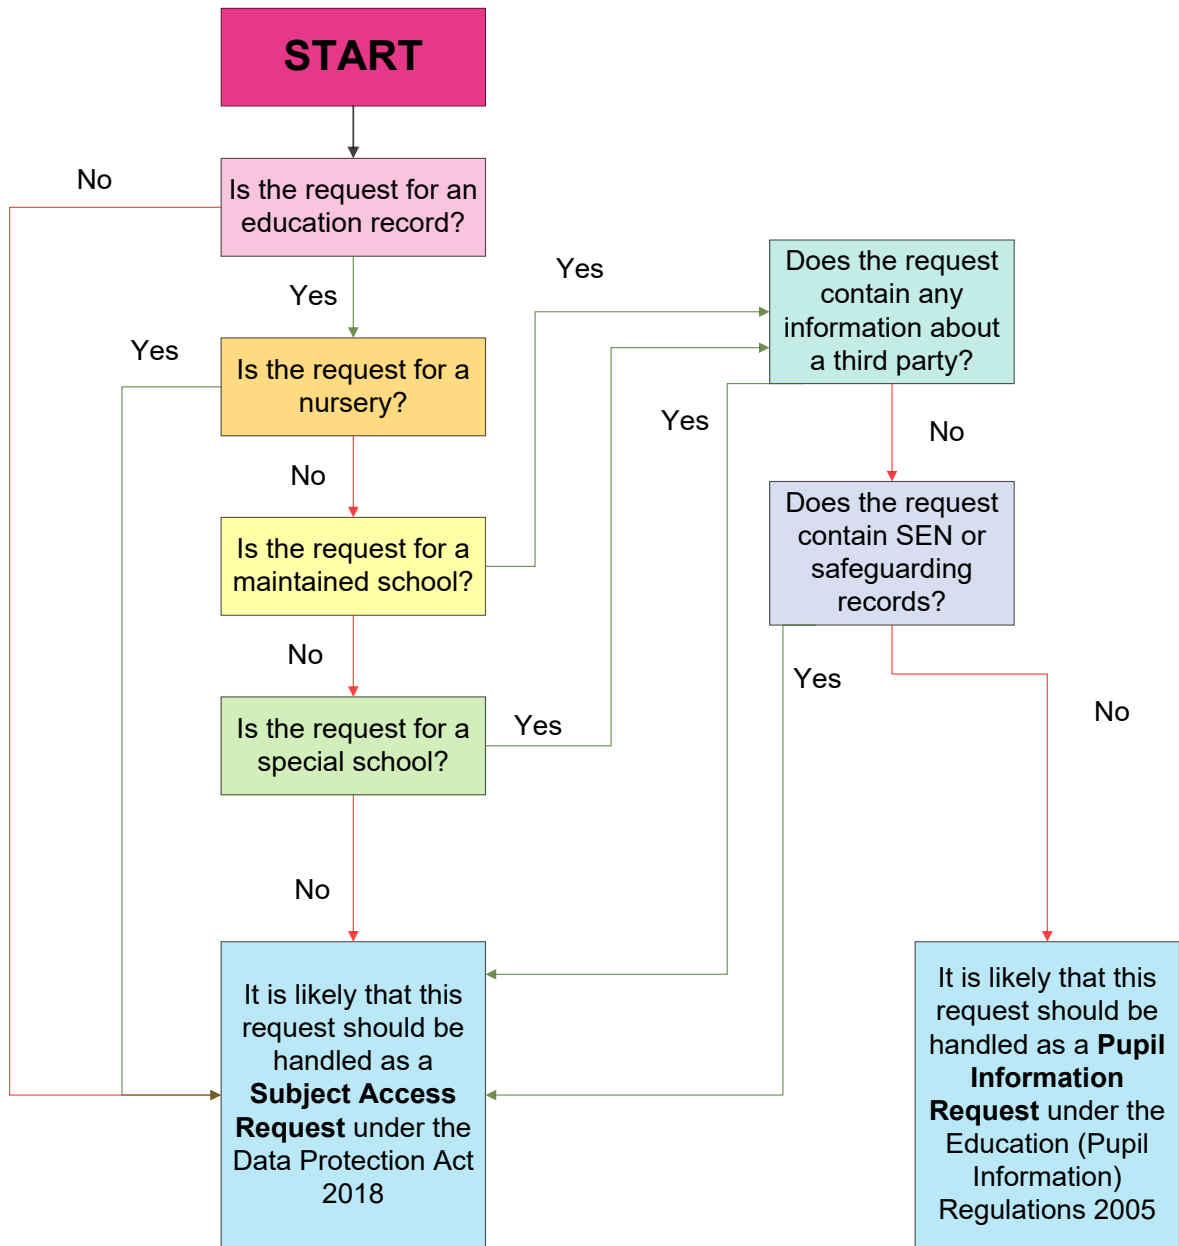 START
No
Is the request for an
education record?
Yes
Yes
Is the request for a
nursery?
No
Is the request for a
maintained school?
Yes
No
Is the request for a
special school?
Yes
No
Does the request
contain any
information about
a third party?
Yes
No
Does the request
contain SEN or
safeguarding
records?
Yes
No
It is likely that this
request should be
handled as a
Subject Access
Request under the
Data Protection Act
2018
It is likely that this
request should be
handled as a Pupil
Information
Request under the
Education (Pupil
Information)
Regulations 2005